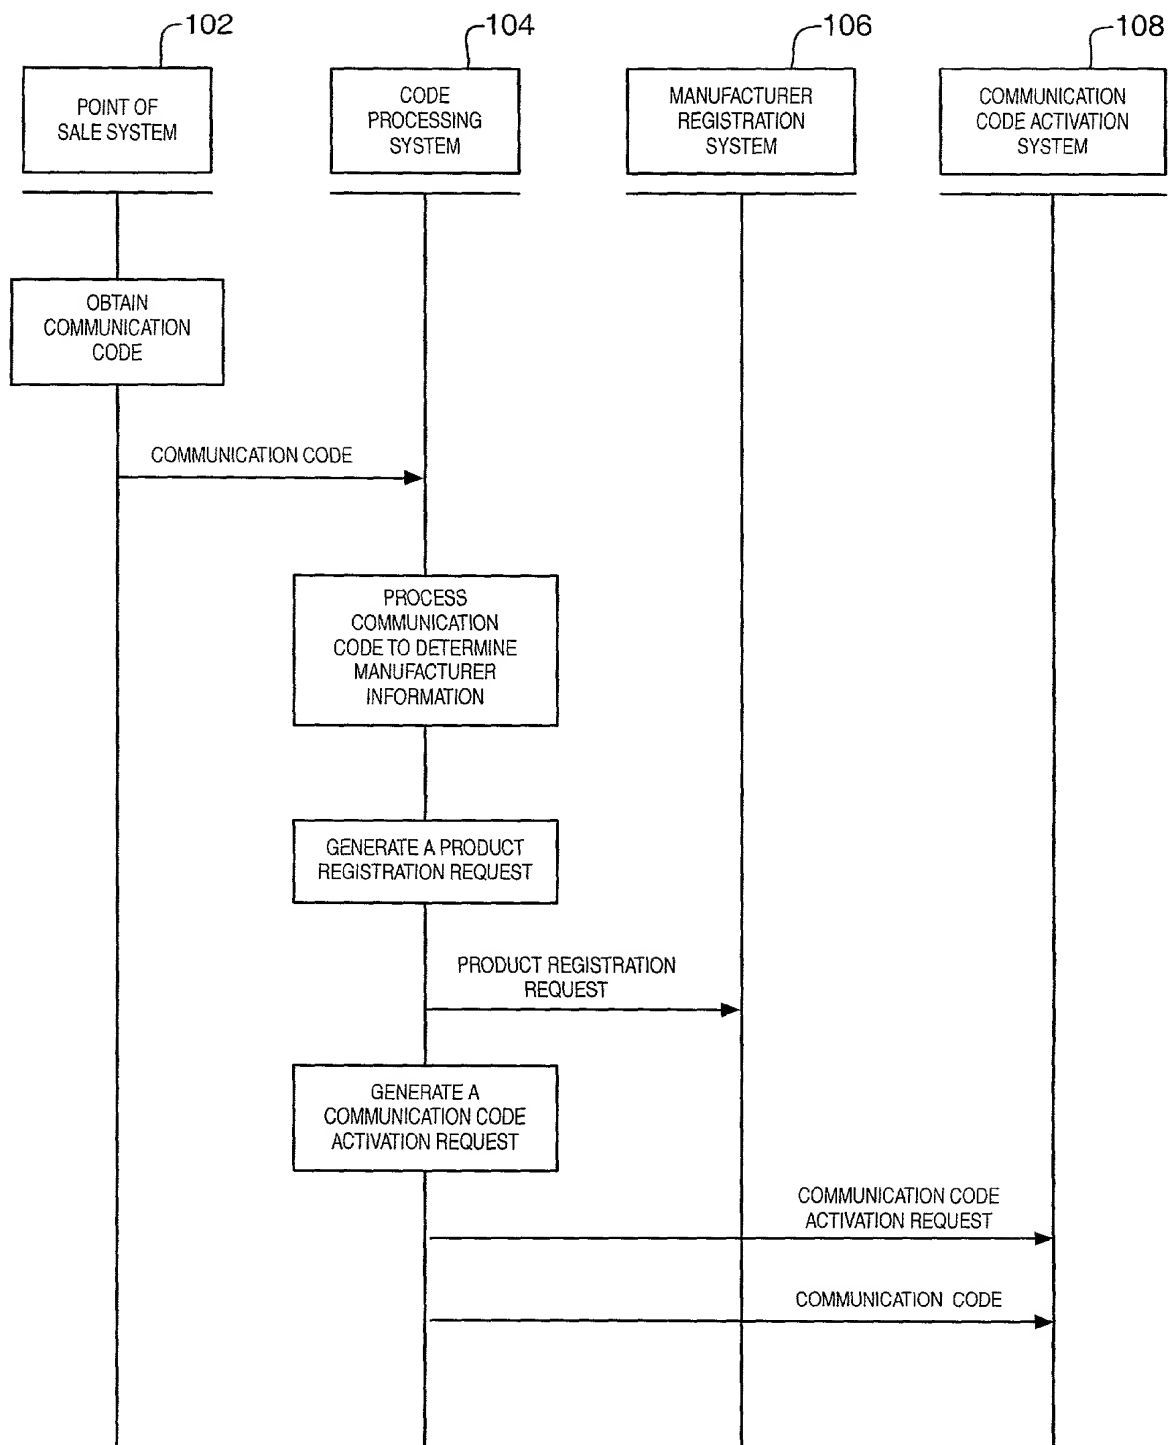 102
104
106
108
POINT OF
SALE SYSTEM
CODE
PROCESSING
SYSTEM
MANUFACTURER
REGISTRATION
SYSTEM
COMMUNICATION
CODE ACTIVATION
SYSTEM
OBTAIN
COMMUNICATION
CODE
COMMUNICATION CODE
PROCESS
COMMUNICATION
CODE TO DETERMINE
MANUFACTURER
INFORMATION
GENERATE A PRODUCT
REGISTRATION REQUEST
PRODUCT REGISTRATION
REQUEST
GENERATE A
COMMUNICATION CODE
ACTIVATION REQUEST
COMMUNICATION CODE
ACTIVATION REQUEST
COMMUNICATION CODE